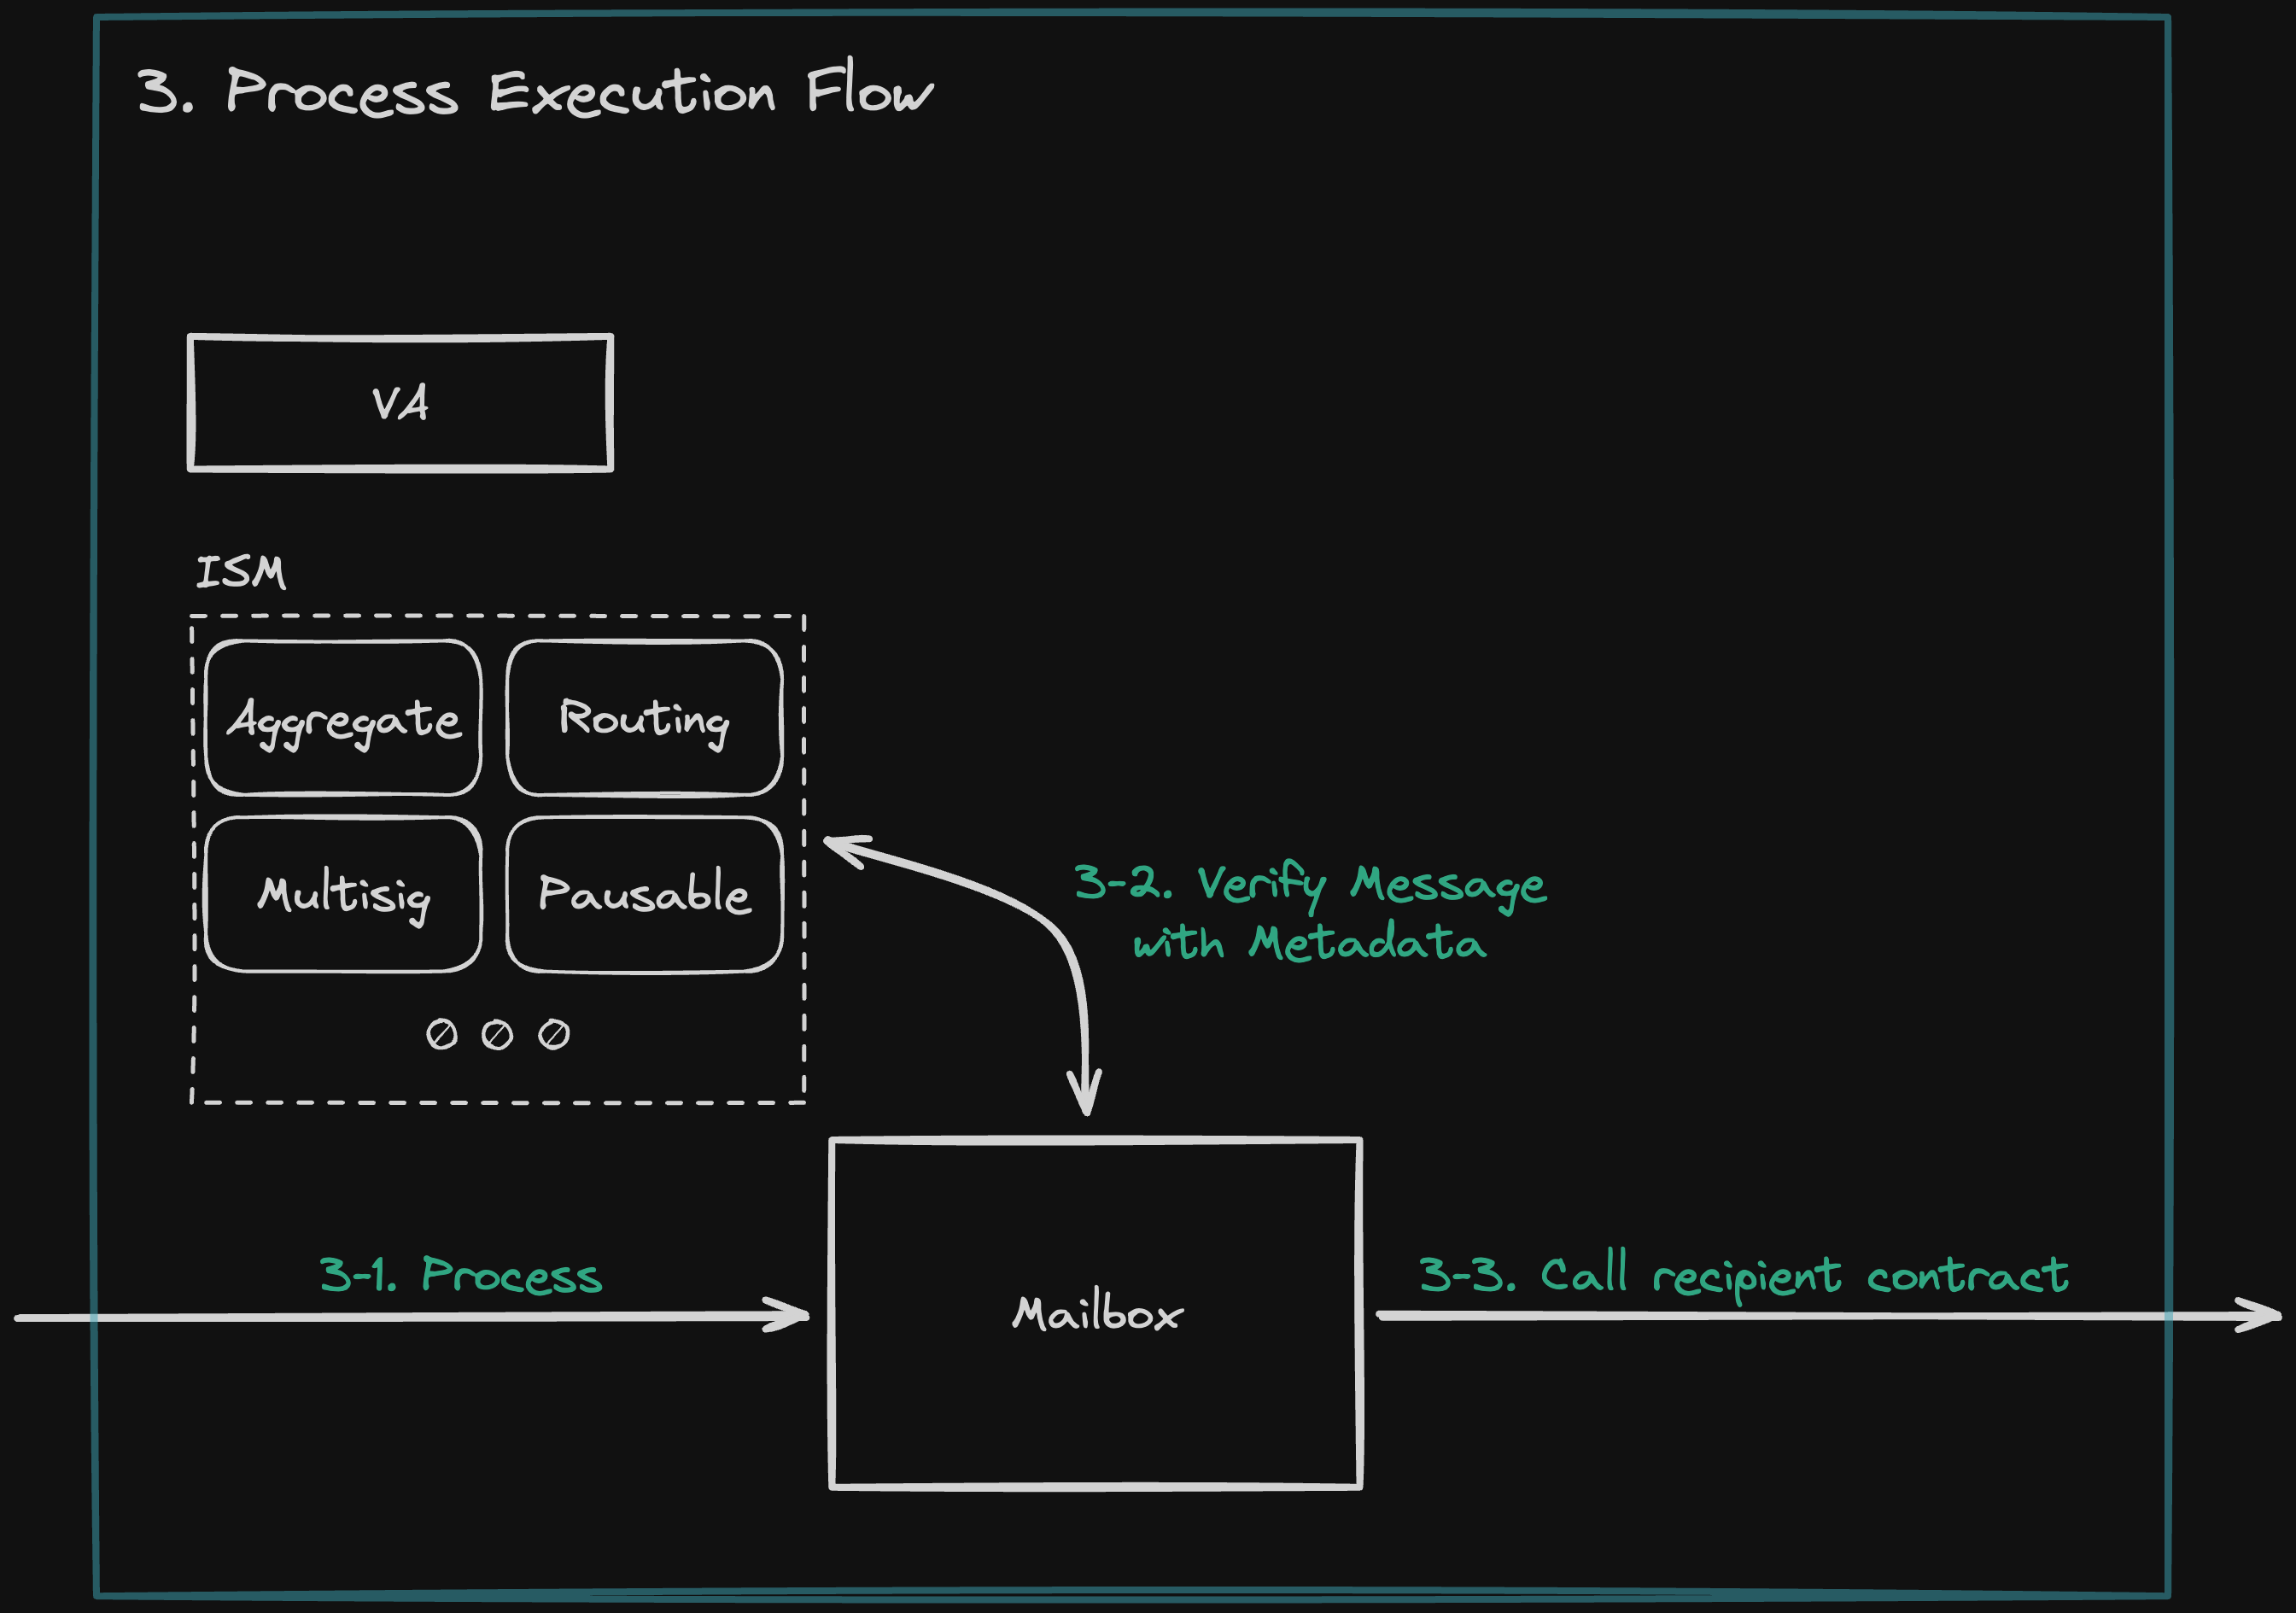 3. Process Execution Flow
VA
ISM
Aggregate
Routing
Multisig
Pausable
3-2. Verify Message
with Metadata
3-1. Process
Mailbox
3-3. Call recipient contract